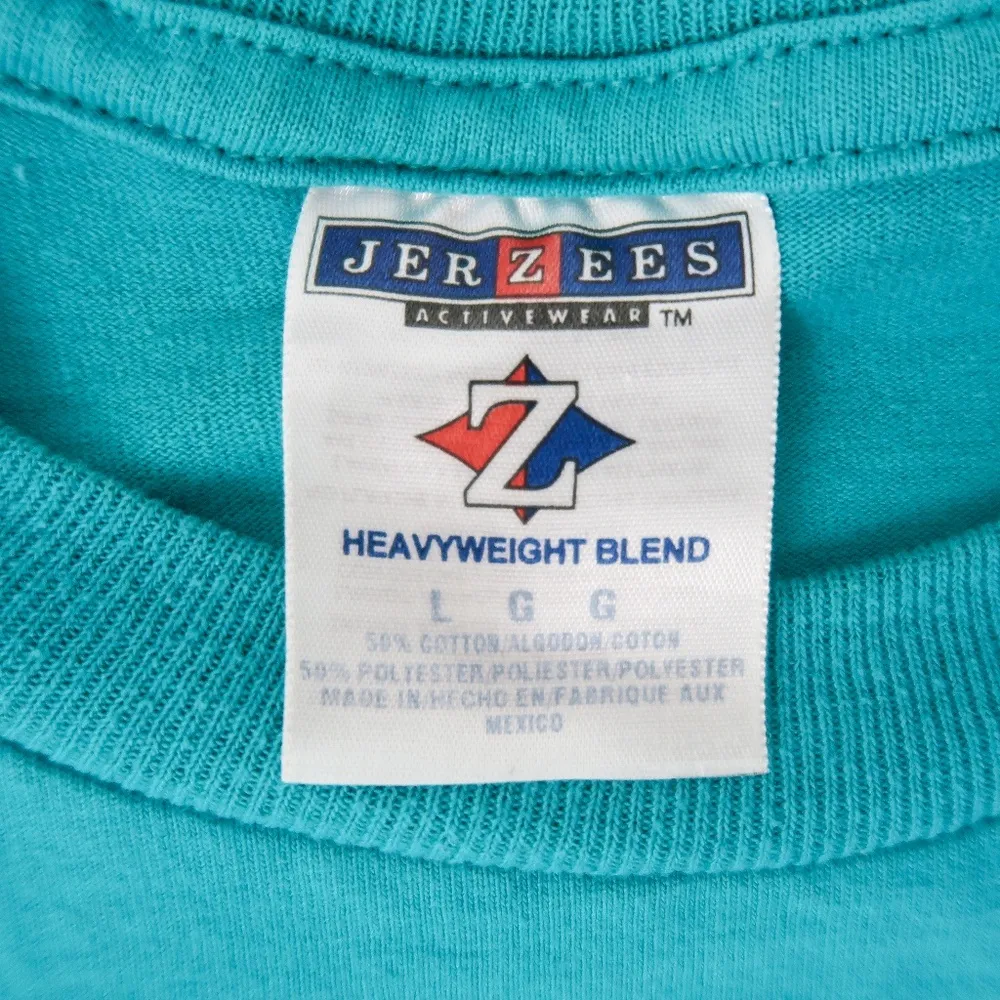 JERZEES
ACTIVEWEAR TM
Z
HEAVYWEIGHT BLEND
L G G
50% COTTON/ALGODON/COTON
50% POLYESTER/POLIESTER/POLYESTER
MADE IN/HECHO EN/FABRIQUE AUX
MEXICO